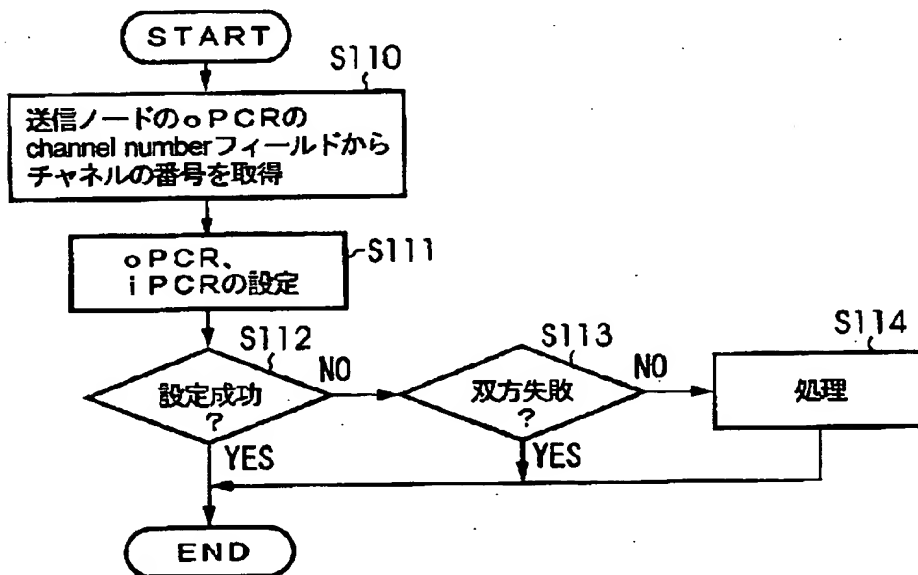 START
S110
送信ノードのoPCRの
channel numberフィールドから
チャネルの番号を取得
S111
oPCR、
iPCRの設定
S112
設定成功
?
NO
YES
S113
双方失敗
?
NO
YES
S114
処理
END